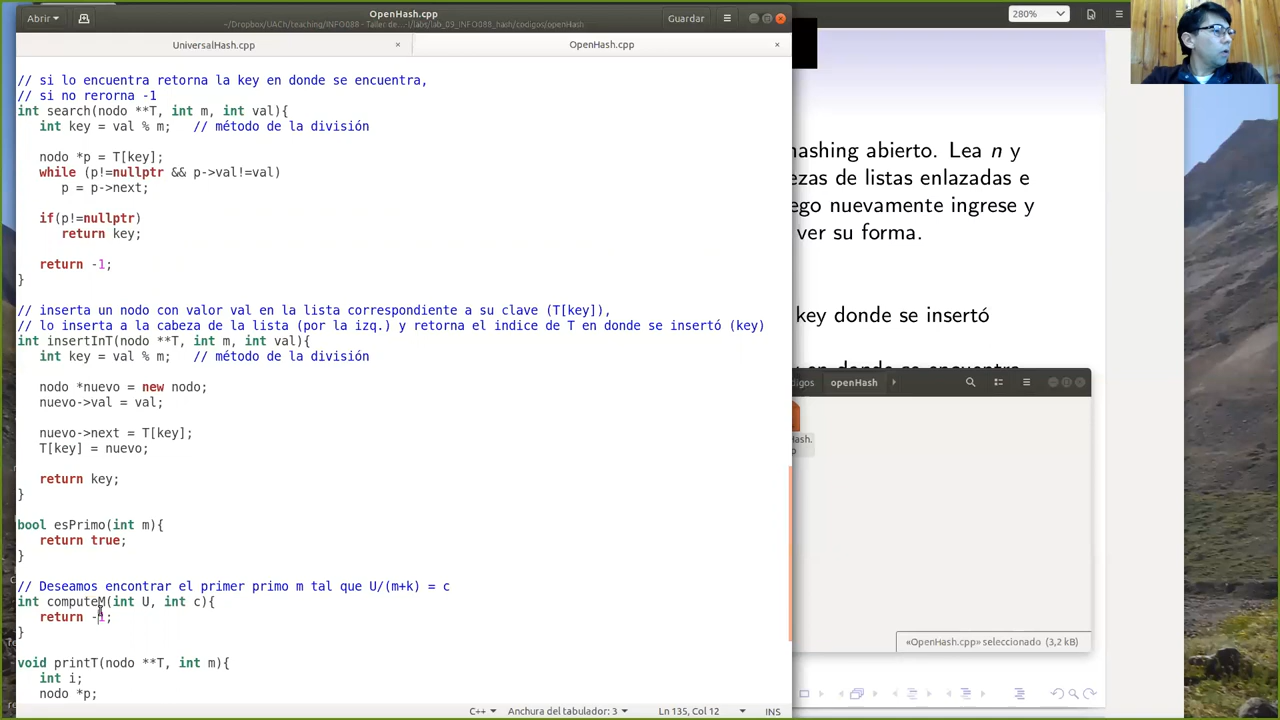 Abrir
OpenHash.cpp
~/Dropbox/UACh/teaching/INFO088 - Taller de...-)/labs/lab_03_INFO088_hash/codigos/openHash
Guardar
280%
UniversalHash.cpp
×
OpenHash.cpp
×
// si lo encuentra retorna la key en donde se encuentra,
// si no rerorna -1
int search(nodo **T, int m, int val){
int key = val % m; // método de la división
nodo *p = T[key];
while (p!=nullptr && p->val!=val)
p = p->next;
if(p!=nullptr)
return key;
return -1;
}
// inserta un nodo con valor val en la lista correspondiente a su clave (T[key]),
// lo inserta a la cabeza de la lista (por la izq.) y retorna el indice de T en donde se insertó (key)
int insertInT(nodo **T, int m, int val){
int key = val % m; // método de la división
nodo *nuevo = new nodo;
nuevo->val = val;
nuevo->next = T[key];
T[key] = nuevo;
return key;
}
bool esPrimo(int m){
return true;
}
// Deseamos encontrar el primer primo m tal que U/(m+k) = c
int computeM(int U, int c){
return -1;
}
void printT(nodo **T, int m){
int i;
nodo *p;
C++
Anchura del tabulador: 3
Ln 135, Col 12
INS
hashing abierto. Lea n y
ezas de listas enlazadas e
ego nuevamente ingrese y
ver su forma.
key donde se insertó
digos
openHash
Hash.
p
«OpenHash.cpp» seleccionado (3,2 kB)